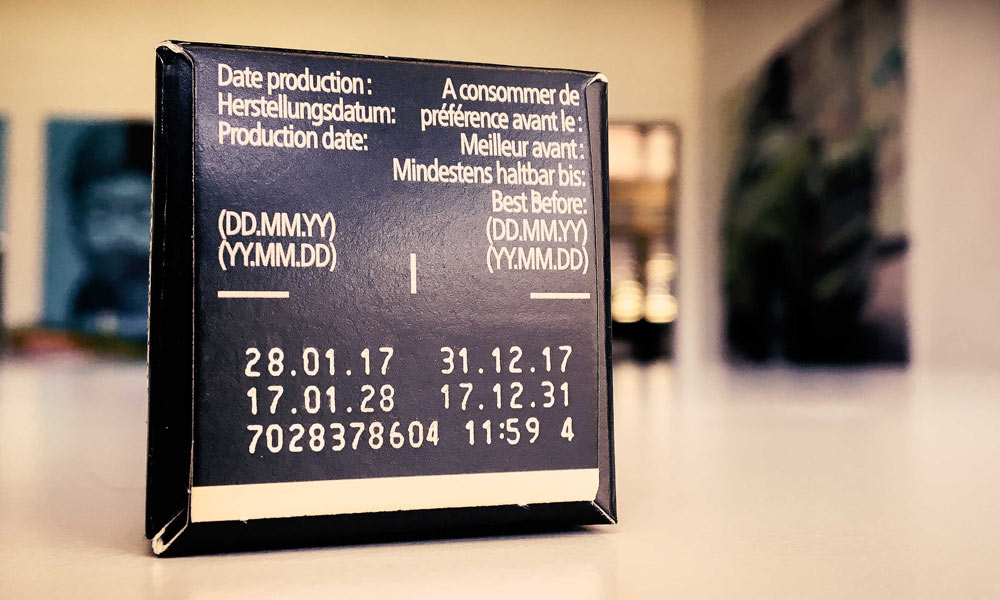 Date production :
Herstellungsdatum:
Production date:
A consommer de
préférence avant le :
Meilleur avant :
Mindestens haltbar bis:
Best Before:
(DD.MM.YY)
(YY.MM.DD)
(DD.MM.YY)
(YY.MM.DD)
28.01.17 31.12.17
17.01.28 17.12.31
7028378604 11:59 4